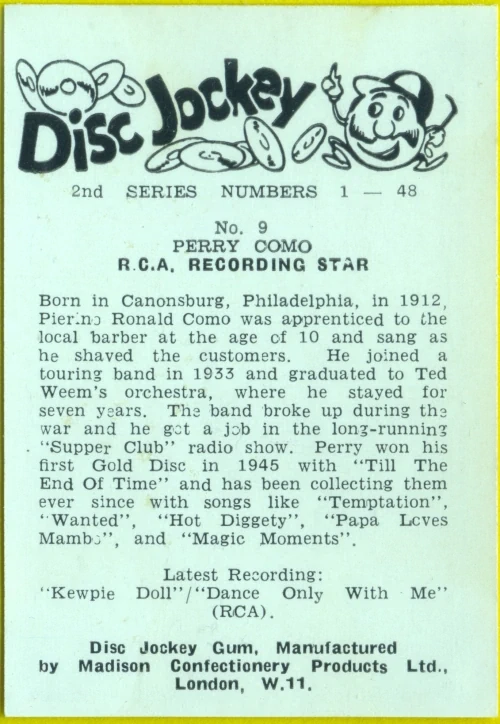 Disc Jockey
2nd SERIES NUMBERS 1 — 48
No. 9
PERRY COMO
R.C.A. RECORDING STAR
Born in Canonsburg, Philadelphia, in 1912,
Pierino Ronald Como was apprenticed to the
local barber at the age of 10 and sang as
he shaved the customers. He joined a
touring band in 1933 and graduated to Ted
Weem's orchestra, where he stayed for
seven years. The band broke up during the
war and he got a job in the long-running
"Supper Club" radio show. Perry won his
first Gold Disc in 1945 with "Till The
End Of Time" and has been collecting them
ever since with songs like "Temptation",
"Wanted", "Hot Diggety", "Papa Loves
Mambo", and "Magic Moments".
Latest Recording:
"Kewpie Doll"/"Dance Only With Me"
(RCA).
Disc Jockey Gum, Manufactured
by Madison Confectionery Products Ltd.,
London, W.11.